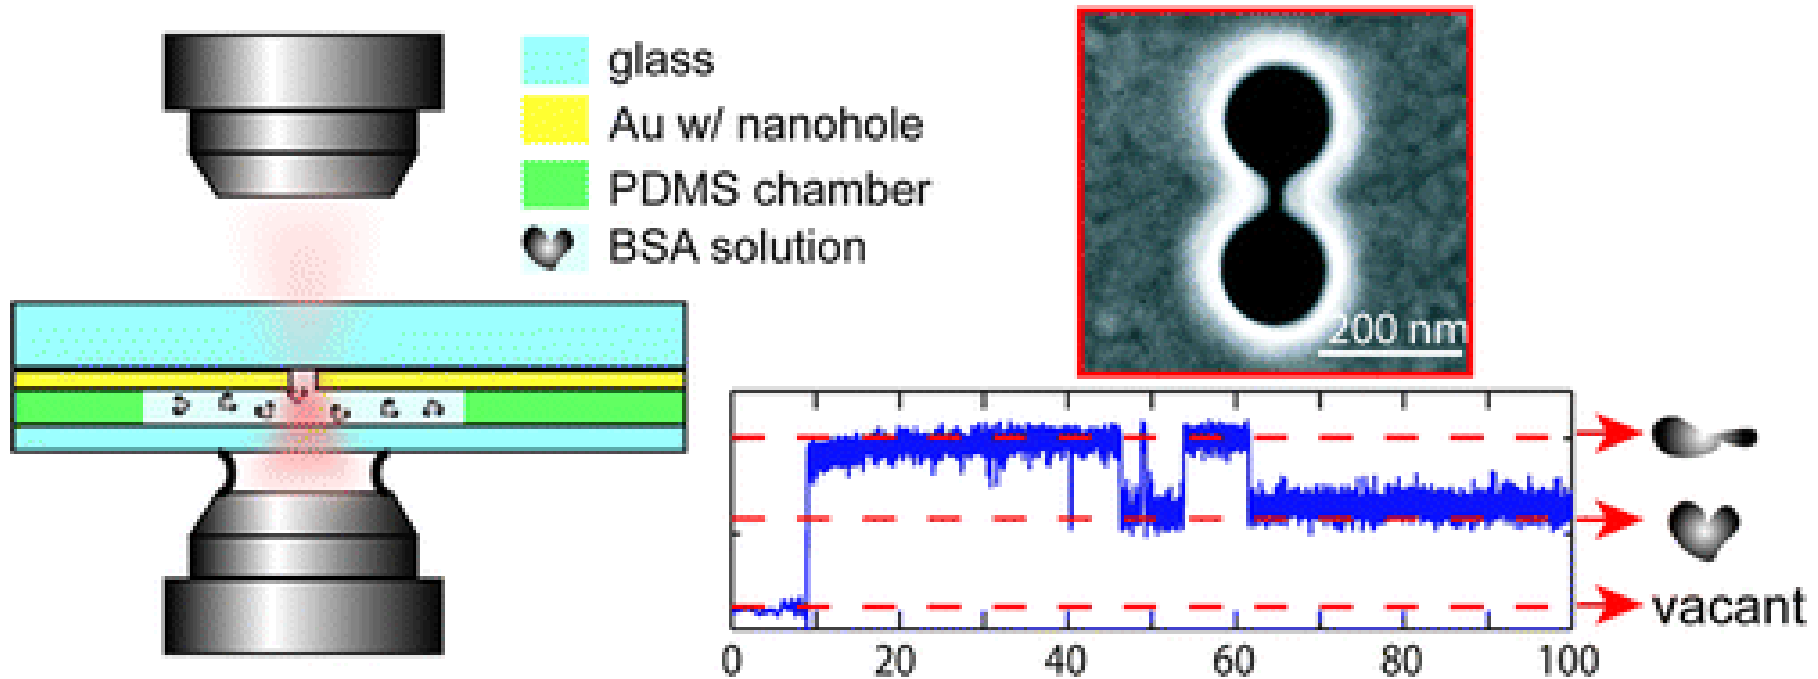 glass
Au w/ nanohole
PDMS chamber
BSA solution
200 nm
vacant
0 20 40 60 80 100